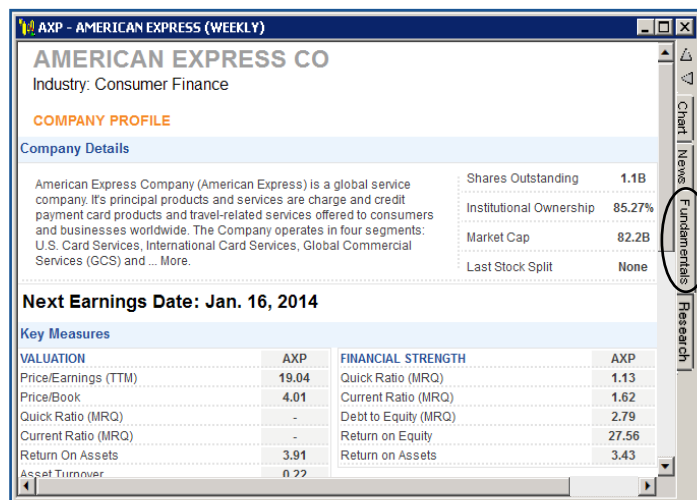 AXP - AMERICAN EXPRESS (WEEKLY)
AMERICAN EXPRESS CO
Industry: Consumer Finance
COMPANY PROFILE
Company Details
American Express Company (American Express) is a global service
company. It's principal products and services are charge and credit
payment card products and travel-related services offered to consumers
and businesses worldwide. The Company operates in four segments:
U.S. Card Services, International Card Services, Global Commercial
Services (GCS) and ... More.
Shares Outstanding 1.1B
Institutional Ownership 85.27%
Market Cap 82.2B
Last Stock Split None
Next Earnings Date: Jan. 16, 2014
Key Measures
VALUATION AXP
Price/Earnings (TTM) 19.04
Price/Book 4.01
Quick Ratio (MRQ) -
Current Ratio (MRQ) -
Return On Assets 3.91
Asset Turnover 0.22
FINANCIAL STRENGTH AXP
Quick Ratio (MRQ) 1.13
Current Ratio (MRQ) 1.62
Debt to Equity (MRQ) 2.79
Return on Equity 27.56
Return on Assets 3.43
Chart
News
Fundamentals
Research